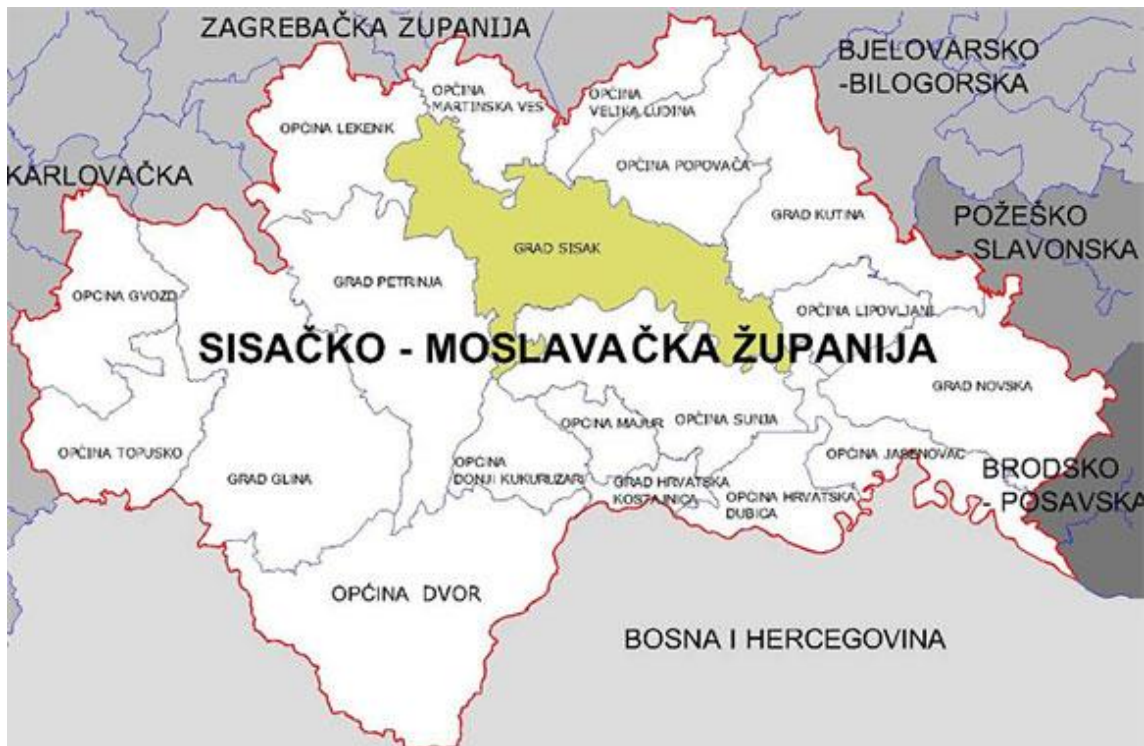 ZAGREBAČKA ŽUPANIJA
BJELOVARSKO
-BILOGORSKA
OPĆINA
MARTINSKA VES
OPĆINA
VELIKA LUDINA
OPĆINA LEKENIK
OPĆINA POPOVAČA
KARLOVAČKA
GRAD KUTINA
POŽEŠKO
- SLAVONSKA
GRAD SISAK
GRAD PETRINJA
OPĆINA GVOZD
OPĆINA LIPOVLJANI
SISAČKO - MOSLAVAČKA ŽUPANIJA
GRAD NOVSKA
OPĆINA MAJUR
OPĆINA SUNJA
OPĆINA TOPUSKO
OPĆINA
DONJI KUKURUZARI
OPĆINA JASENOVAC
BRODSKO
- POSAVSKA
GRAD GLINA
GRAD HRVATSKA
KOSTAJNICA
OPĆINA HRVATSKA
DUBICA
OPĆINA DVOR
BOSNA I HERCEGOVINA